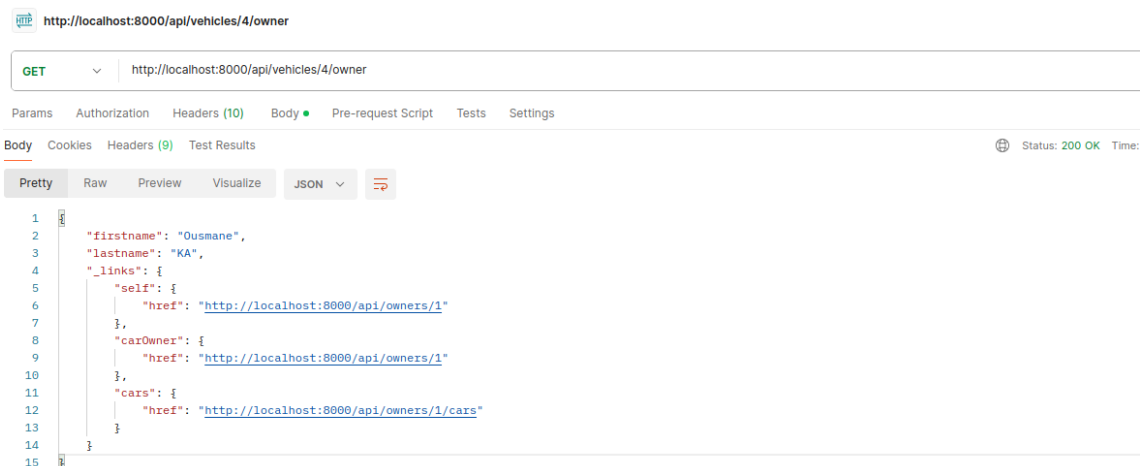 HTTP http://localhost:8000/api/vehicles/4/owner
GET http://localhost:8000/api/vehicles/4/owner
Params Authorization Headers (10) Body Pre-request Script Tests Settings
Body Cookies Headers (9) Test Results Status: 200 OK Time:
Pretty Raw Preview Visualize JSON
1 {
2 "firstname": "Ousmane",
3 "lastname": "KA",
4 "_links": {
5 "self": {
6 "href": "http://localhost:8000/api/owners/1"
7 },
8 "carOwner": {
9 "href": "http://localhost:8000/api/owners/1"
10 },
11 "cars": {
12 "href": "http://localhost:8000/api/owners/1/cars"
13 }
14 }
15 }